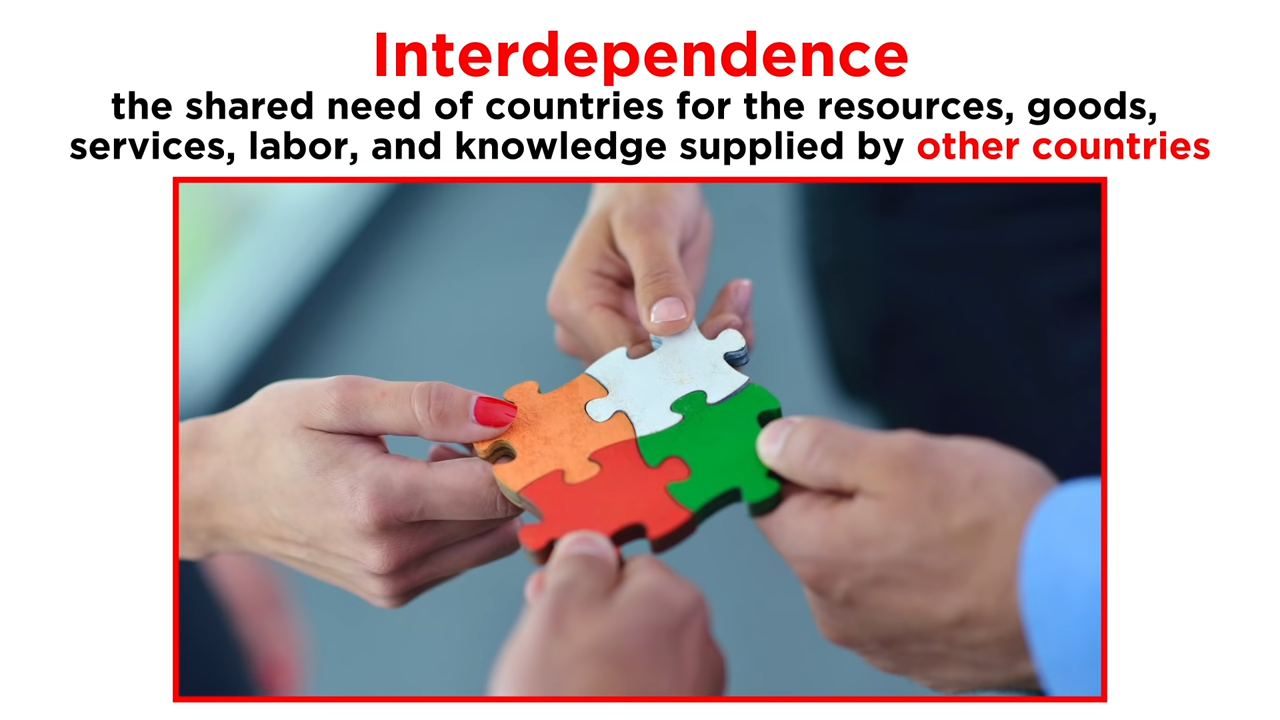 Interdependence
the shared need of countries for the resources, goods,
services, labor, and knowledge supplied by other countries